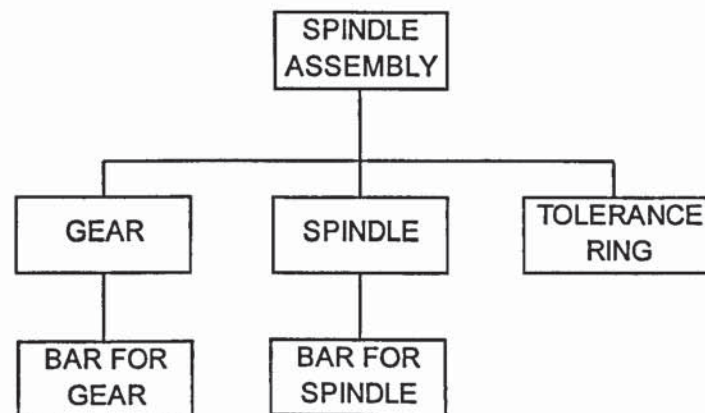 SPINDLE
ASSEMBLY
GEAR
SPINDLE
TOLERANCE
RING
BAR FOR
GEAR
BAR FOR
SPINDLE